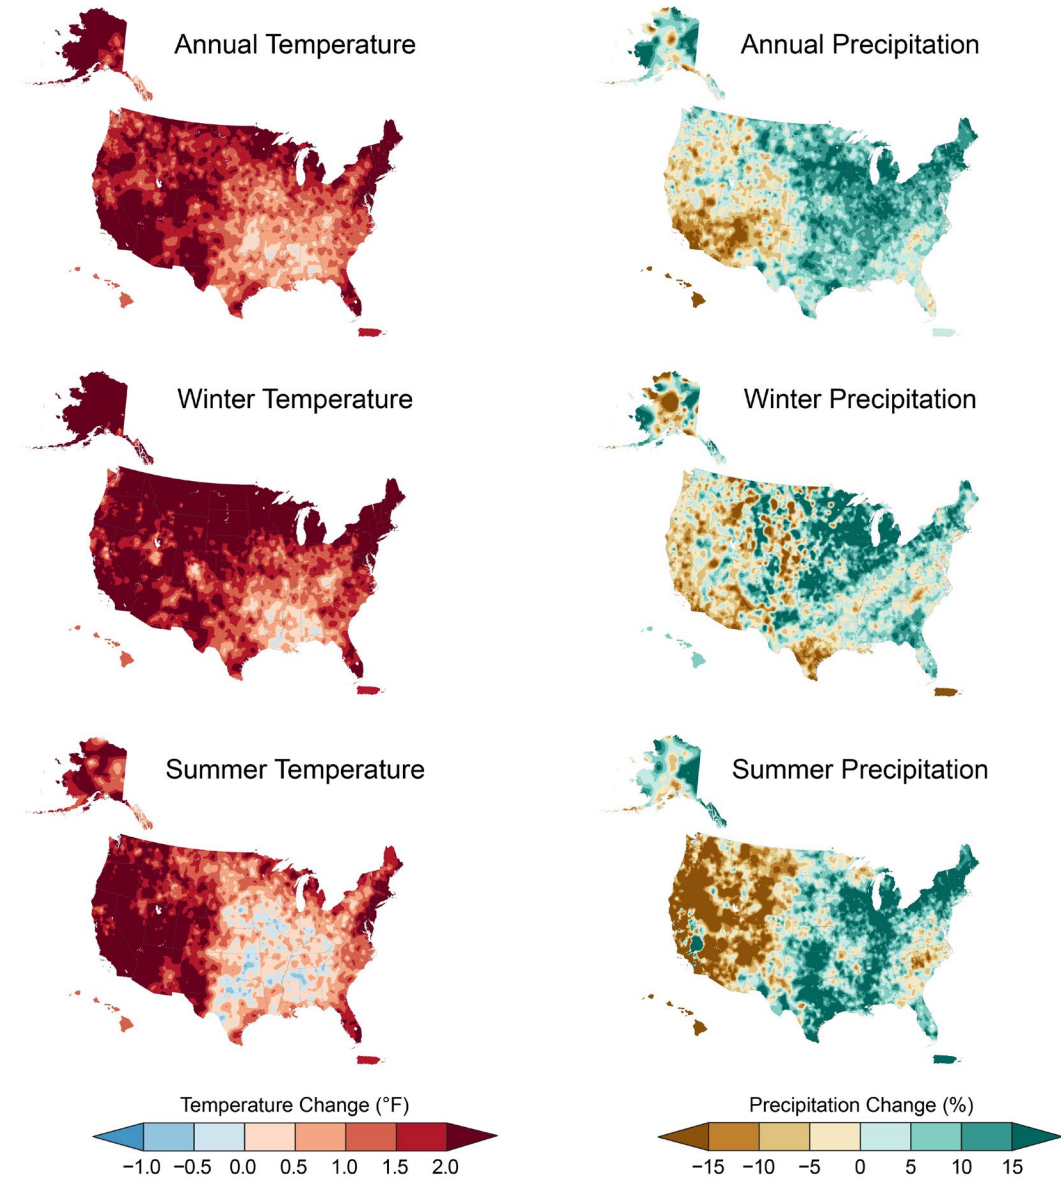 Annual Temperature
Annual Precipitation
Winter Temperature
Winter Precipitation
Summer Temperature
Summer Precipitation
Temperature Change (°F)
−1.0 −0.5 0.0 0.5 1.0 1.5 2.0
Precipitation Change (%)
−15 −10 −5 0 5 10 15